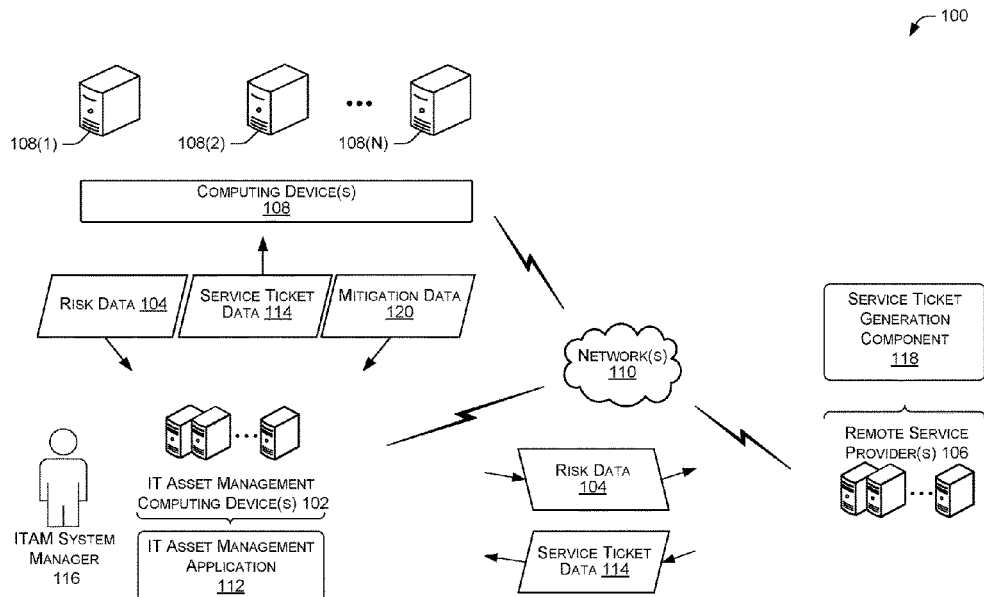 100
108(1)
108(2)
108(N)
COMPUTING DEVICE(S)
108
RISK DATA 104
SERVICE TICKET
DATA 114
MITIGATION DATA
120
NETWORK(S)
110
SERVICE TICKET
GENERATION
COMPONENT
118
REMOTE SERVICE
PROVIDER(S) 106
IT ASSET MANAGEMENT
COMPUTING DEVICE(S) 102
ITAM SYSTEM
MANAGER
116
IT ASSET MANAGEMENT
APPLICATION
112
RISK DATA
104
SERVICE TICKET
DATA 114